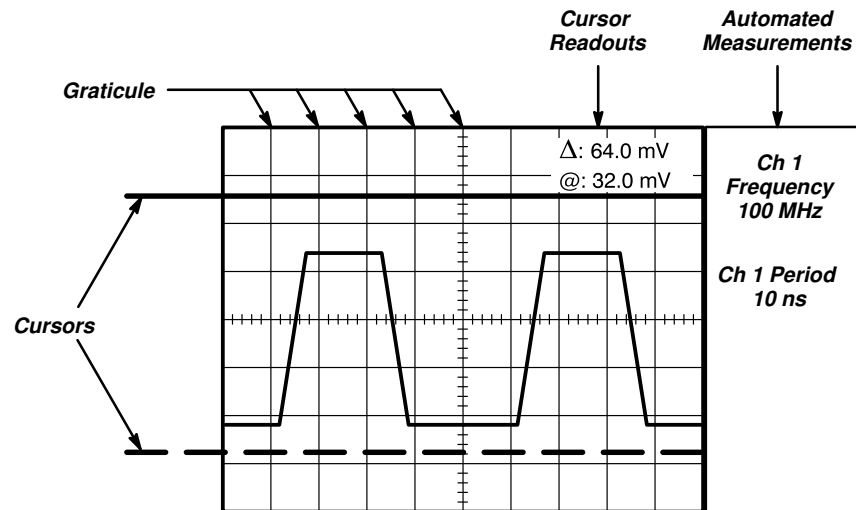 Cursor
Readouts
Automated
Measurements
Graticule
Δ: 64.0 mV
@: 32.0 mV
Ch 1
Frequency
100 MHz
Ch 1 Period
10 ns
Cursors